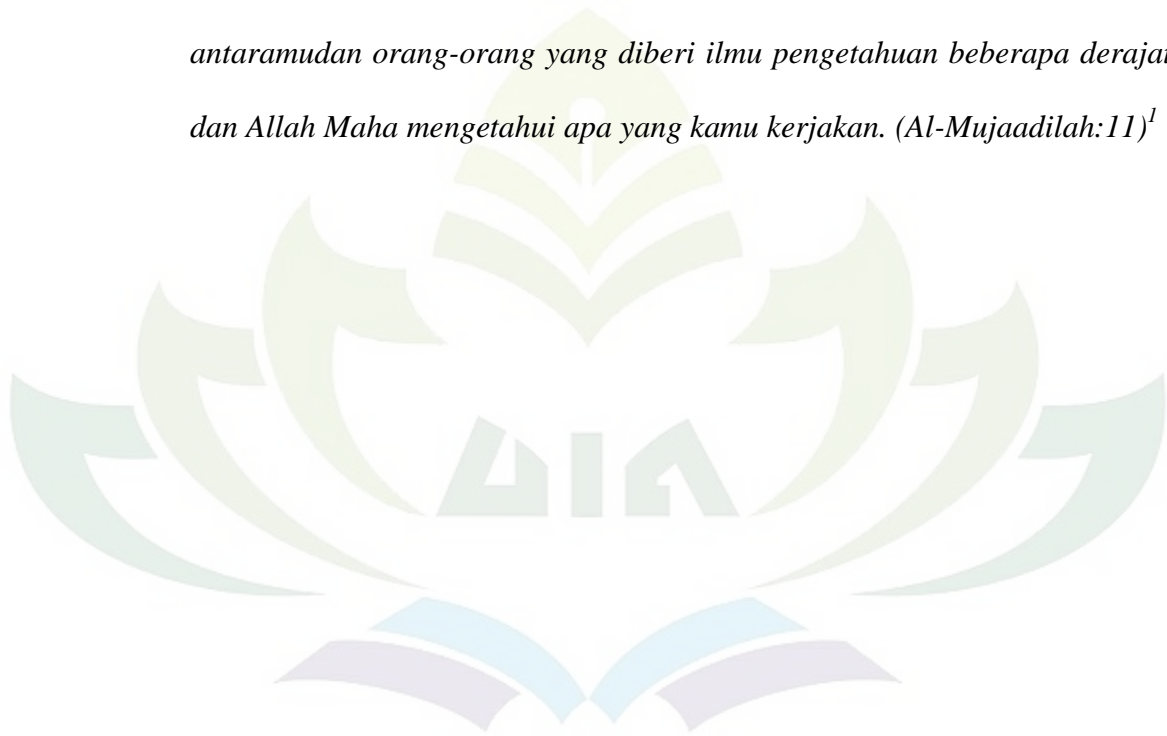 antaramudan orang-orang yang diberi ilmu pengetahuan beberapa derajat
dan Allah Maha mengetahui apa yang kamu kerjakan. (Al-Mujaadilah:11)1
UIN